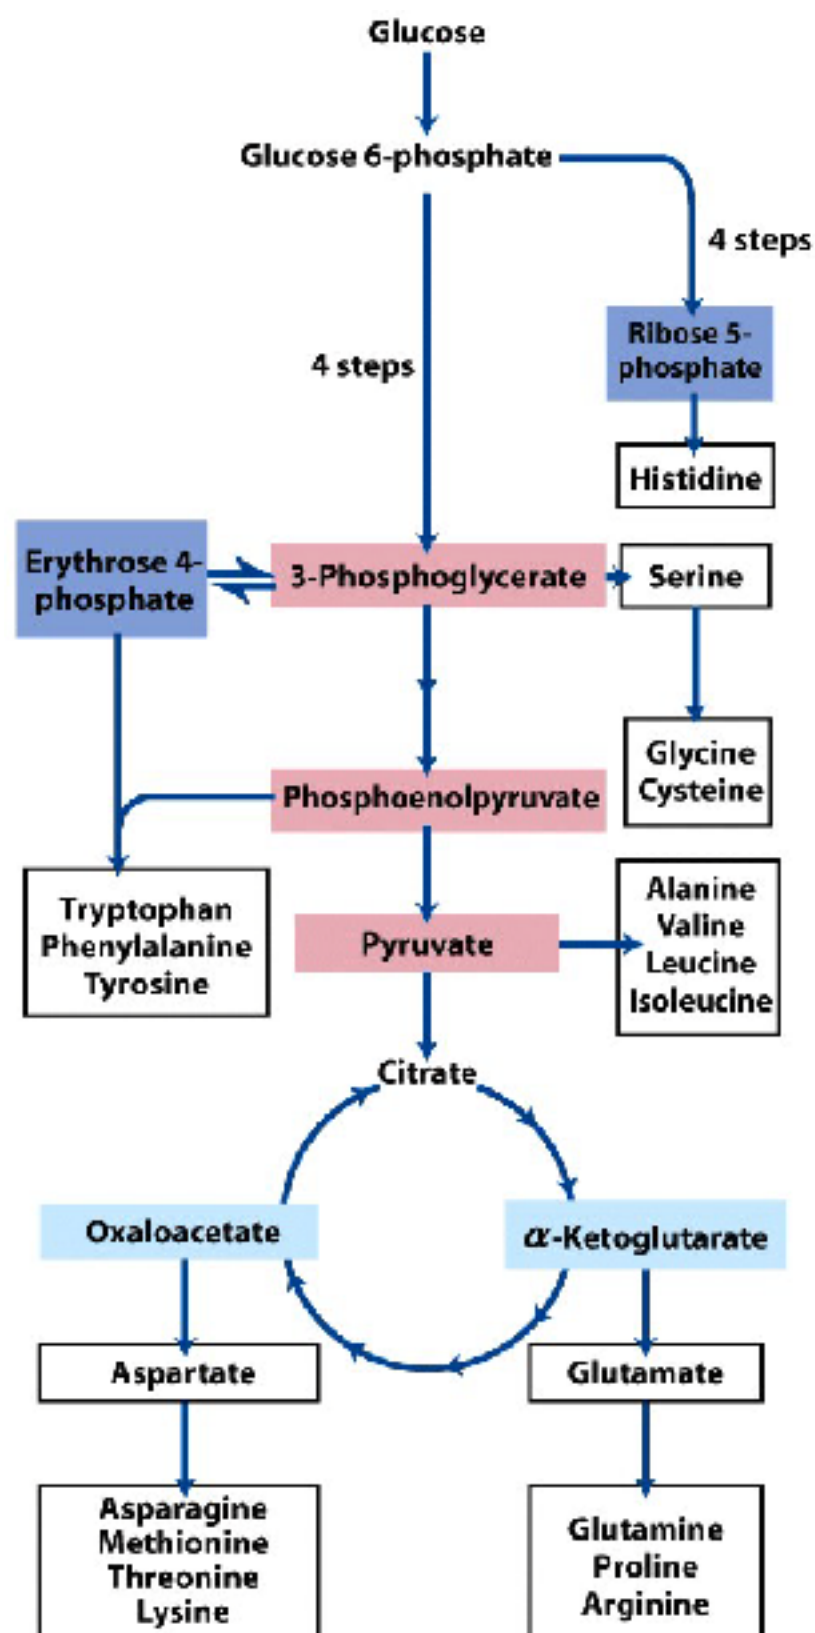 Glucose
Glucose 6-phosphate
4 steps
4 steps
Ribose 5-
phosphate
Histidine
Erythrose 4-
phosphate
3-Phosphoglycerate
Serine
Glycine
Cysteine
Phosphoenolpyruvate
Tryptophan
Phenylalanine
Tyrosine
Pyruvate
Alanine
Valine
Leucine
Isoleucine
Citrate
Oxaloacetate
α-Ketoglutarate
Aspartate
Glutamate
Asparagine
Methionine
Threonine
Lysine
Glutamine
Proline
Arginine